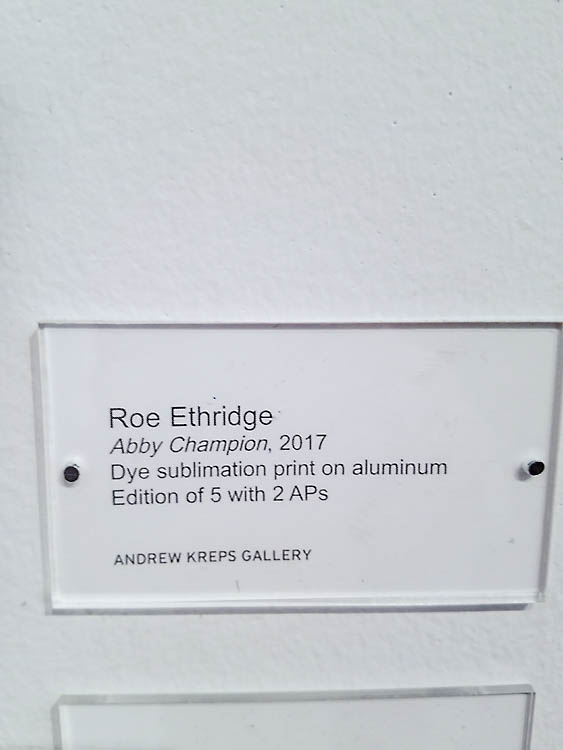 Roe Ethridge
Abby Champion, 2017
Dye sublimation print on aluminum
Edition of 5 with 2 APs
ANDREW KREPS GALLERY